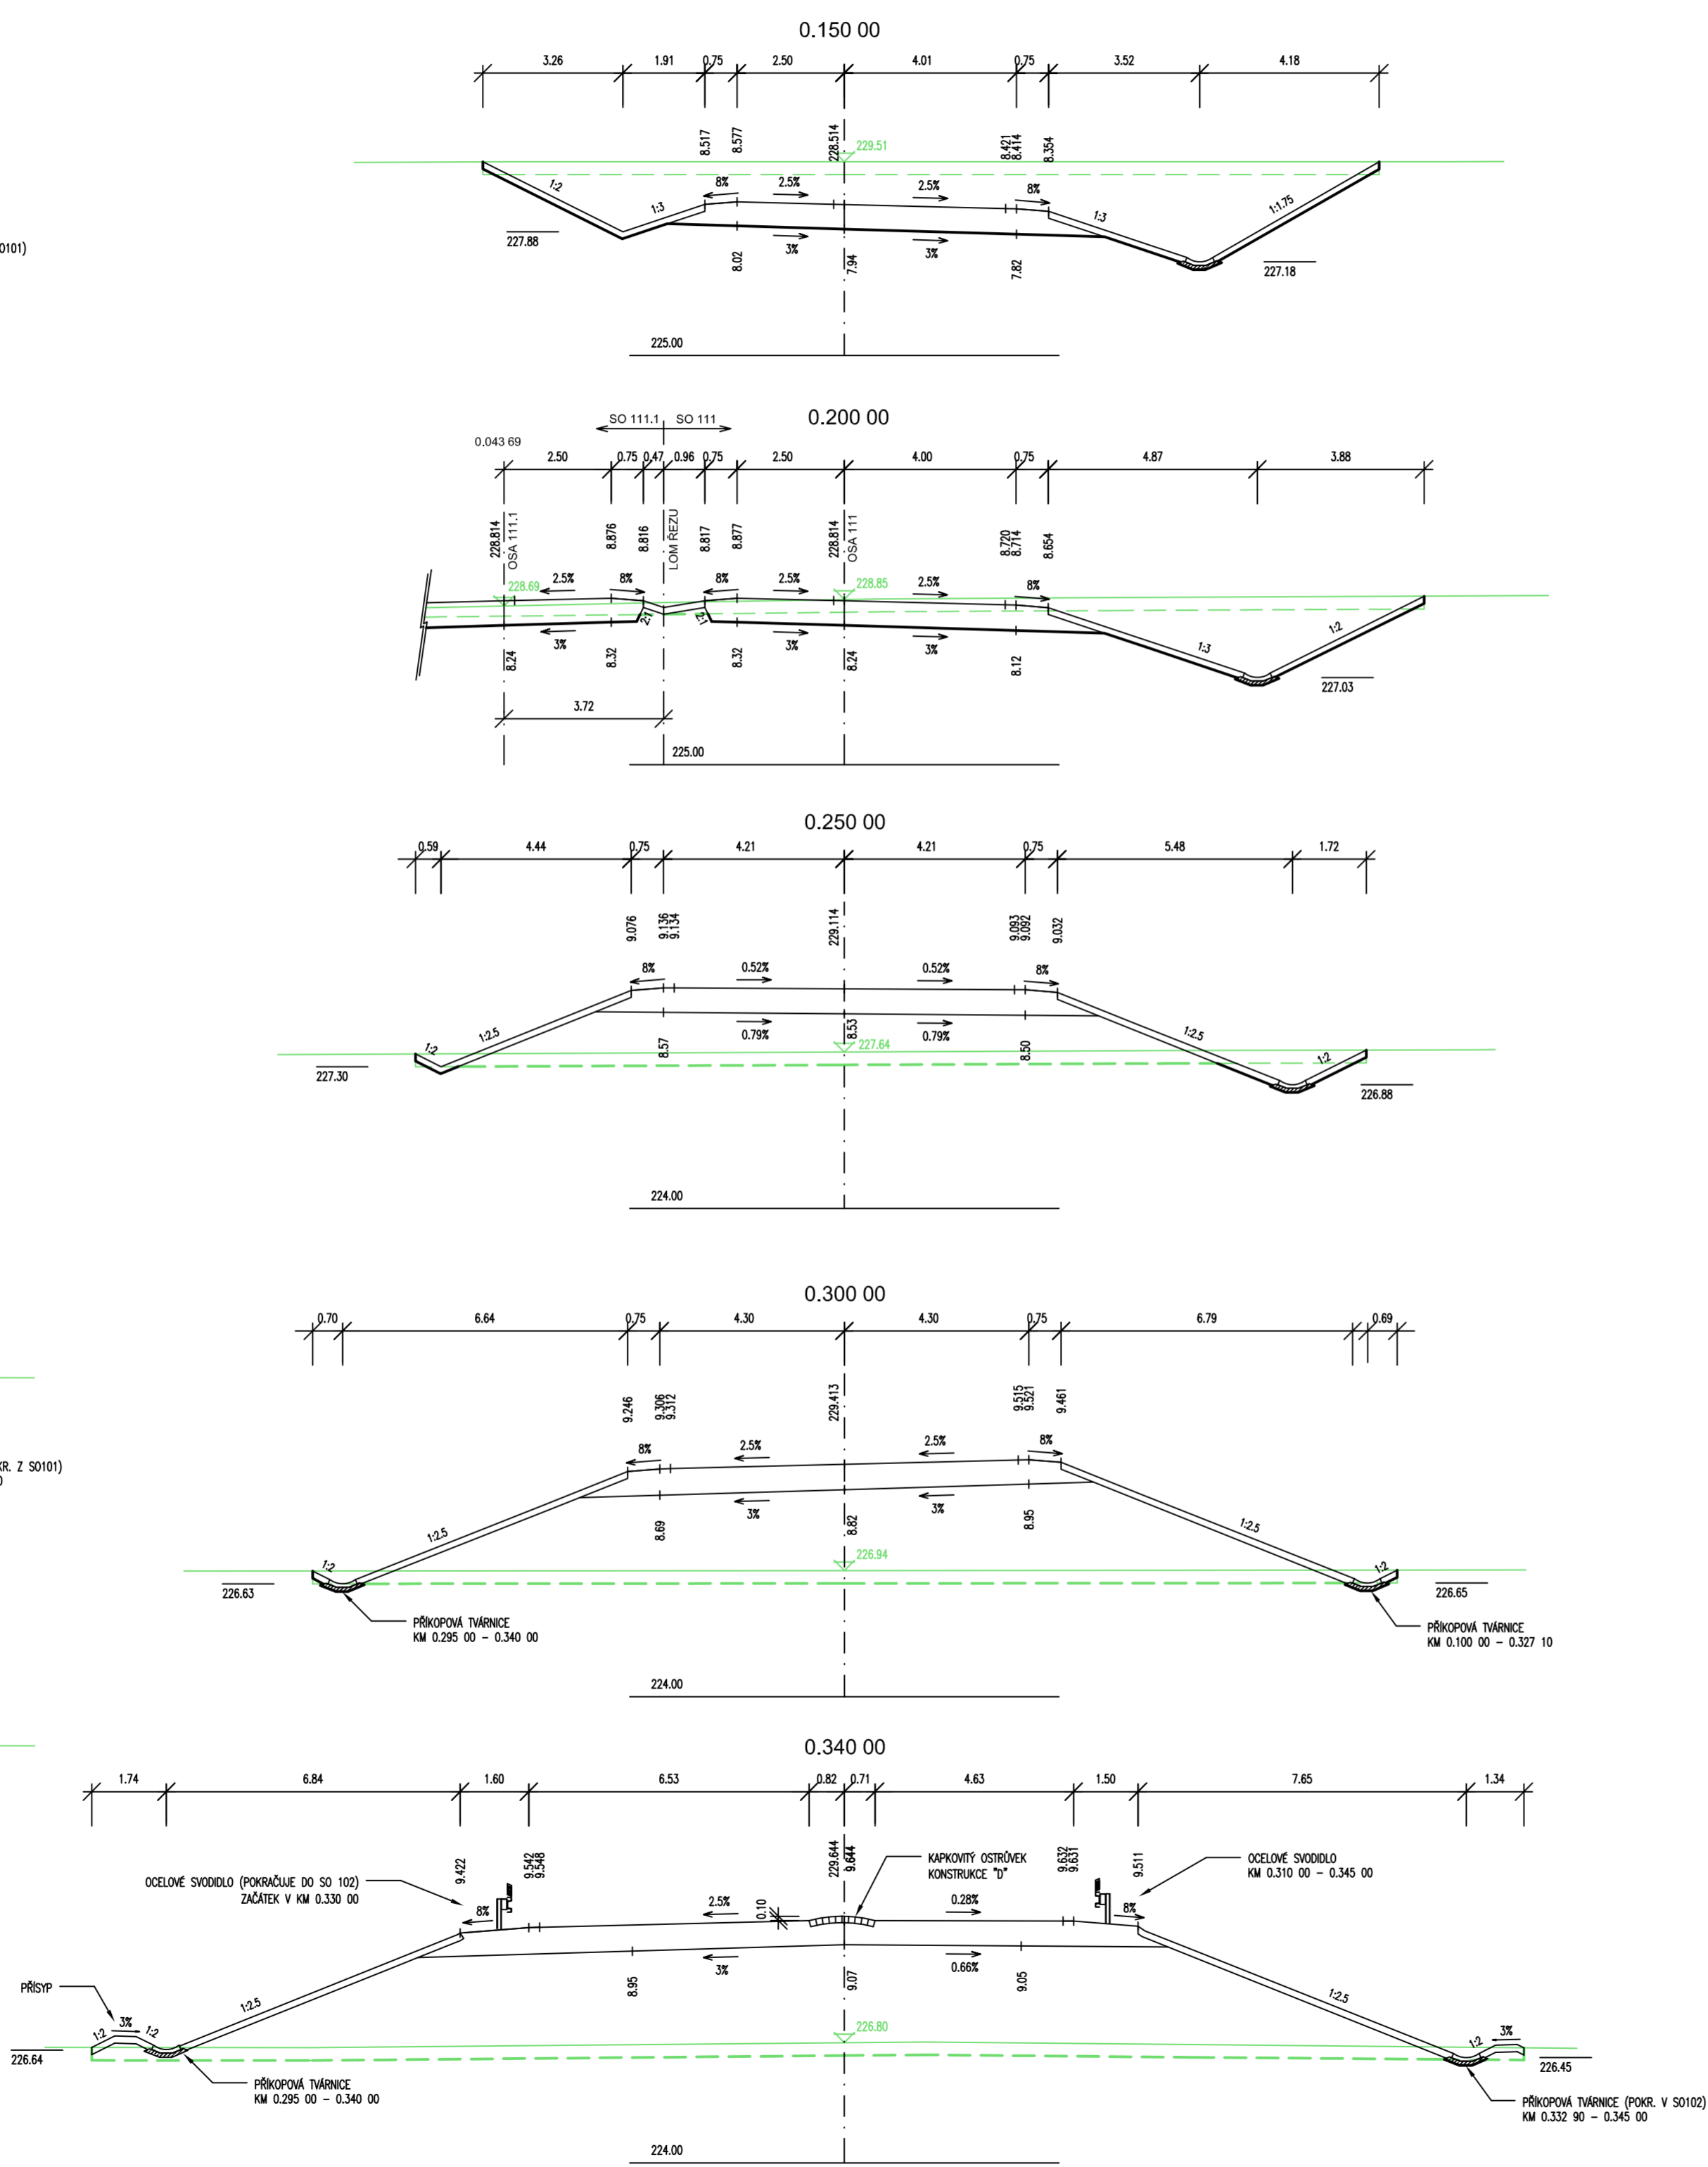 0.150 00
3.26 1.91 0.75 2.50 4.01 0.75 3.52 4.18
8.517 8.577 228.514 8.421 8.414 8.354
229.51
8% 2.5% 2.5% 8%
1:2 1:3 1:3 1:1.75
227.88
3% 3%
8.02 7.94 7.82
227.18
225.00
0101)
0.200 00
SO 111.1 SO 111
0.043 69
2.50 0.75 0.47 0.96 0.75 2.50 4.00 0.75 4.87 3.88
228.814 OSA 111.1 8.876 8.816 LOM ŘEZU 8.817 8.877 228.814 OSA 111 8.720 8.714 8.654
228.69 2.5% 8% 8% 2.5% 228.85 2.5% 8%
2:1 2:1 1:3 1:2
3% 3% 3%
8.24 8.32 8.32 8.24 8.12
227.03
3.72
225.00
0.250 00
0.59 4.44 0.75 4.21 4.21 0.75 5.48 1.72
9.076 9.136 9.134 229.114 9.093 9.092 9.032
8% 0.52% 0.52% 8%
1:2 1:2.5 1:2.5 1:2
0.79% 0.79%
8.57 8.53 8.50
227.64
227.30
226.88
224.00
0.300 00
0.70 6.64 0.75 4.30 4.30 0.75 6.79 0.69
9.246 9.306 9.312 229.413 9.515 9.521 9.461
8% 2.5% 2.5% 8%
3% 3%
8.69 8.82 8.95
1:2 1:2.5 1:2.5 1:2
226.94
226.63
226.65
PŘÍKOPOVÁ TVÁRNICE
KM 0.295 00 – 0.340 00
PŘÍKOPOVÁ TVÁRNICE
KM 0.100 00 – 0.327 10
224.00
KR. Z SO101)
0.340 00
1.74 6.84 1.60 6.53 0.82 0.71 4.63 1.50 7.65 1.34
9.422 9.542 9.548 229.644 9.644 9.632 9.631 9.511
OCELOVÉ SVODIDLO (POKRAČUJE DO SO 102)
ZAČÁTEK V KM 0.330 00
KAPKOVITÝ OSTRŮVEK
KONSTRUKCE "D"
OCELOVÉ SVODIDLO
KM 0.310 00 – 0.345 00
8% 2.5% 0.10 0.28% 8%
3% 0.66%
8.95 9.07 9.05
PŘÍSYP
1:2 3% 1:2 1:2.5 1:2.5 1:2 3%
226.80
226.64
226.45
PŘÍKOPOVÁ TVÁRNICE
KM 0.295 00 – 0.340 00
PŘÍKOPOVÁ TVÁRNICE (POKR. V SO102)
KM 0.332 90 – 0.345 00
224.00